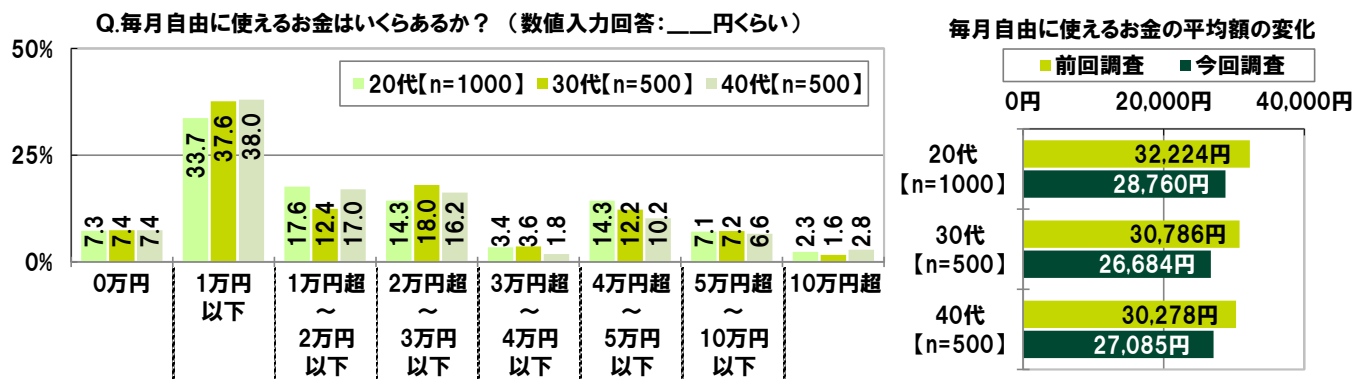 Q.毎月自由に使えるお金はいくらあるか？ （数値入力回答：___円くらい）
50%
25%
0%
20代【n=1000】 30代【n=500】 40代【n=500】
7.3 7.4 7.4
33.7 37.6 38.0
17.6 12.4 17.0
14.3 18.0 16.2
3.4 3.6 1.8
14.3 12.2 10.2
7.1 7.2 6.6
2.3 1.6 2.8
0万円
1万円
以下
1万円超
～
2万円
以下
2万円超
～
3万円
以下
3万円超
～
4万円
以下
4万円超
～
5万円
以下
5万円超
～
10万円
以下
10万円超
毎月自由に使えるお金の平均額の変化
前回調査 今回調査
0円 20,000円 40,000円
20代
【n=1000】
32,224円
28,760円
30代
【n=500】
30,786円
26,684円
40代
【n=500】
30,278円
27,085円